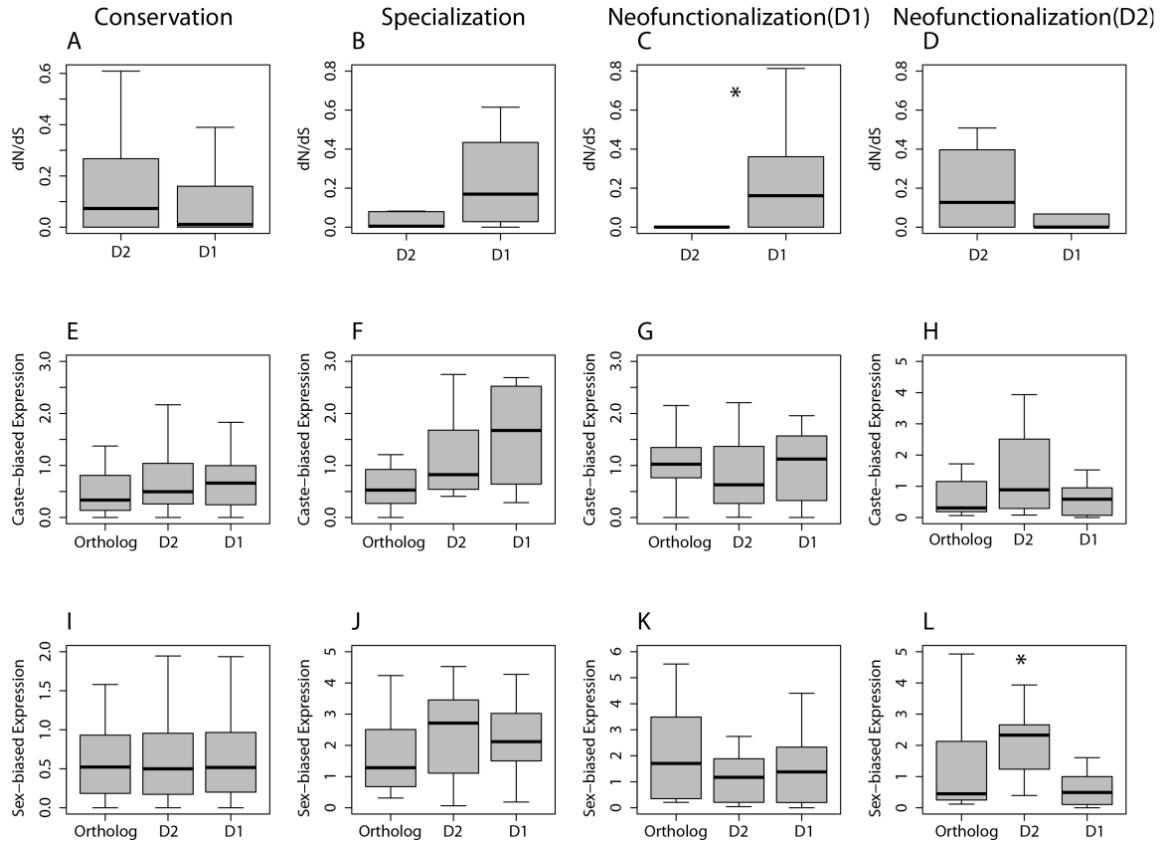 Conservation Specialization Neofunctionalization(D1) Neofunctionalization(D2)
A B C D
dN/dS
0.0 0.2 0.4 0.6
D2 D1
dN/dS
0.0 0.2 0.4 0.6 0.8
D2 D1
dN/dS
0.0 0.2 0.4 0.6 0.8
*
D2 D1
dN/dS
0.0 0.2 0.4 0.6 0.8
D2 D1
E F G H
Caste-biased Expression
0.0 1.0 2.0 3.0
Ortholog D2 D1
Caste-biased Expression
0.0 1.0 2.0 3.0
Ortholog D2 D1
Caste-biased Expression
0.0 1.0 2.0 3.0
Ortholog D2 D1
Caste-biased Expression
0 1 2 3 4 5
Ortholog D2 D1
I J K L
Sex-biased Expression
0.0 0.5 1.0 1.5 2.0
Ortholog D2 D1
Sex-biased Expression
0 1 2 3 4 5
Ortholog D2 D1
Sex-biased Expression
0 1 2 3 4 5 6
Ortholog D2 D1
Sex-biased Expression
0 1 2 3 4 5
*
Ortholog D2 D1